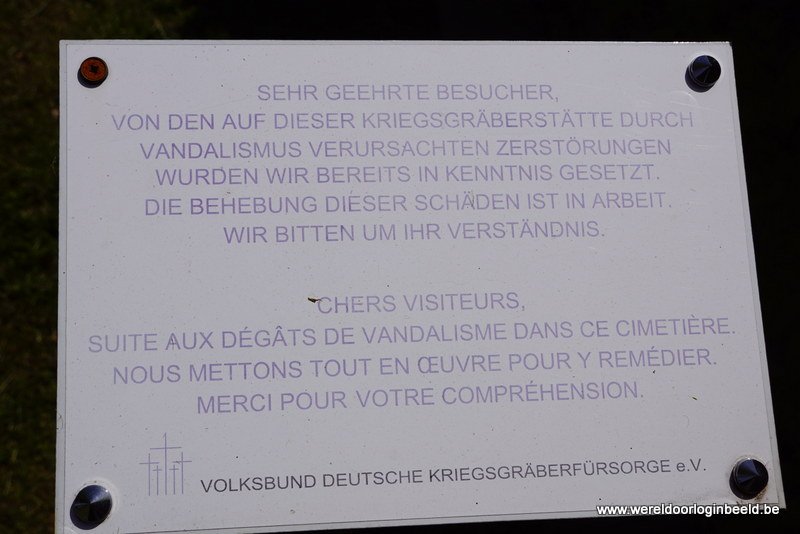 SEHR GEEHRTE BESUCHER,
VON DEN AUF DIESER KRIEGSGRÄBERSTÄTTE DURCH
VANDALISMUS VERURSACHTEN ZERSTÖRUNGEN
WURDEN WIR BEREITS IN KENNTNIS GESETZT.
DIE BEHEBUNG DIESER SCHÄDEN IST IN ARBEIT.
WIR BITTEN UM IHR VERSTÄNDNIS.
CHERS VISITEURS,
SUITE AUX DÉGÂTS DE VANDALISME DANS CE CIMETIÈRE.
NOUS METTONS TOUT EN ŒUVRE POUR Y REMÉDIER.
MERCI POUR VOTRE COMPRÉHENSION.
VOLKSBUND DEUTSCHE KRIEGSGRÄBERFÜRSORGE e.V.
www.wereldoorloginbeeld.be